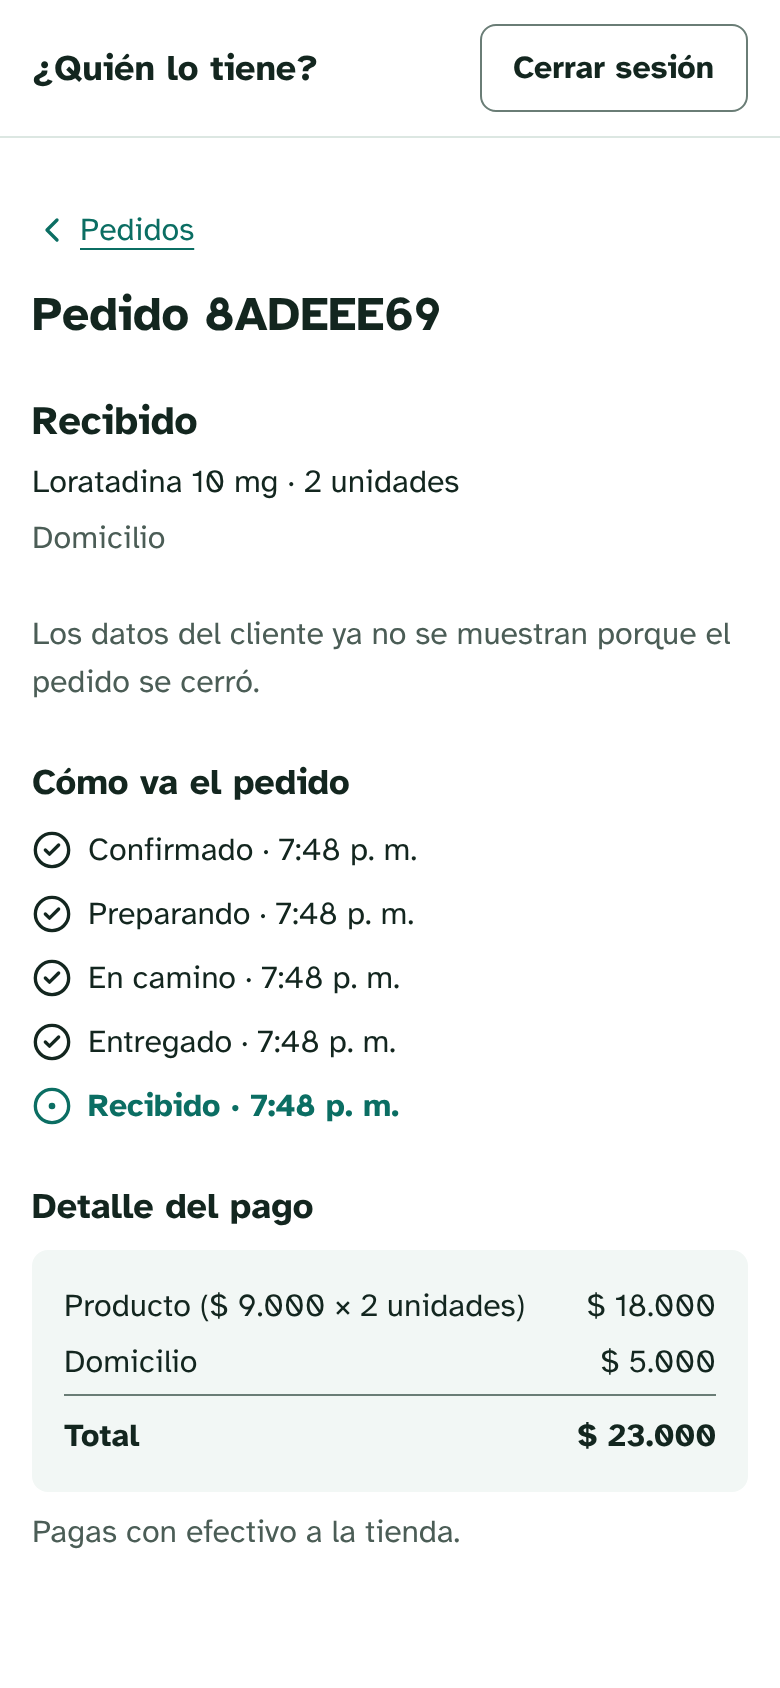 ¿Quién lo tiene?
Cerrar sesión
Pedidos
Pedido 8ADEEE69
Recibido
Loratadina 10 mg · 2 unidades
Domicilio
Los datos del cliente ya no se muestran porque el
pedido se cerró.
Cómo va el pedido
Confirmado · 7:48 p. m.
Preparando · 7:48 p. m.
En camino · 7:48 p. m.
Entregado · 7:48 p. m.
Recibido · 7:48 p. m.
Detalle del pago
Producto ($ 9.000 × 2 unidades) $ 18.000
Domicilio $ 5.000
Total $ 23.000
Pagas con efectivo a la tienda.